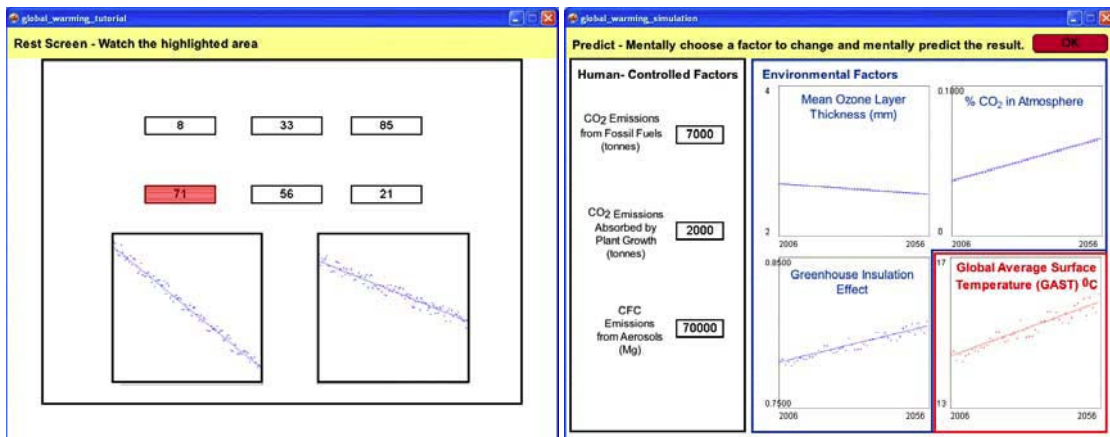 global_warming_tutorial
Rest Screen - Watch the highlighted area
8
33
85
71
56
21
global_warming_simulation
Predict - Mentally choose a factor to change and mentally predict the result.
OK
Human- Controlled Factors
CO2 Emissions
from Fossil Fuels
(tonnes)
7000
CO2 Emissions
Absorbed by
Plant Growth
(tonnes)
2000
CFC
Emissions
from Aerosols
(Mg)
70000
Environmental Factors
4
Mean Ozone Layer
Thickness (mm)
2
2006
2056
0.1000
% CO2 in Atmosphere
0
2006
2056
0.8500
Greenhouse Insulation
Effect
0.7500
2006
2056
17
Global Average Surface
Temperature (GAST) ⁰C
13
2006
2056